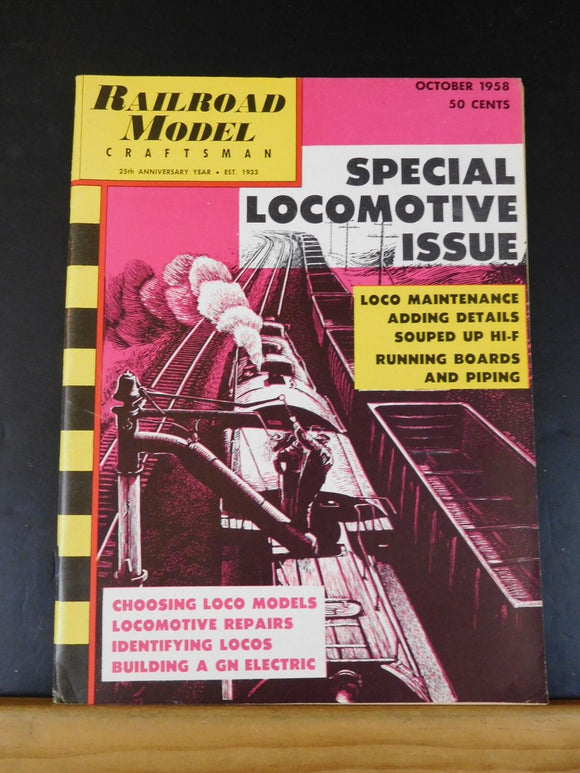 RAILROAD
MODEL
CRAFTSMAN
25th ANNIVERSARY YEAR • EST. 1933
OCTOBER 1958
50 CENTS
SPECIAL
LOCOMOTIVE
ISSUE
LOCO MAINTENANCE
ADDING DETAILS
SOUPED UP HI-F
RUNNING BOARDS
AND PIPING
CHOOSING LOCO MODELS
LOCOMOTIVE REPAIRS
IDENTIFYING LOCOS
BUILDING A GN ELECTRIC